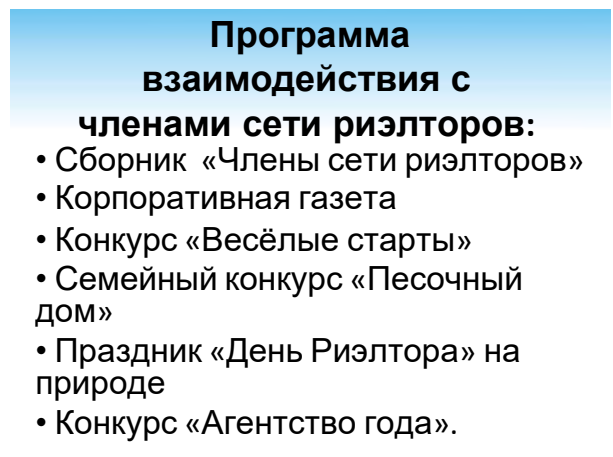 Программа
взаимодействия с
членами сети риэлторов:
• Сборник «Члены сети риэлторов»
• Корпоративная газета
• Конкурс «Весёлые старты»
• Семейный конкурс «Песочный
дом»
• Праздник «День Риэлтора» на
природе
• Конкурс «Агентство года».